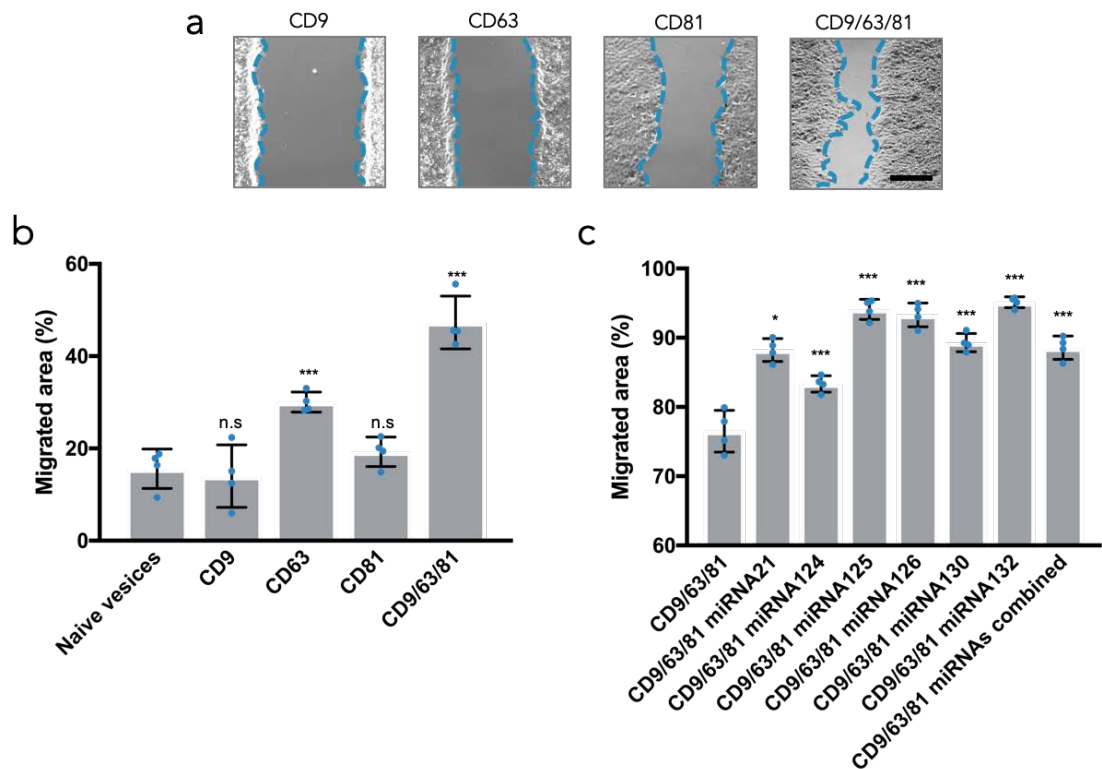 a
CD9
CD63
CD81
CD9/63/81
b
Migrated area (%)
60
40
20
0
n.s
***
n.s
***
Naive vesices
CD9
CD63
CD81
CD9/63/81
c
Migrated area (%)
100
90
80
70
60
*
***
***
***
***
***
***
CD9/63/81
CD9/63/81 miRNA21
CD9/63/81 miRNA124
CD9/63/81 miRNA125
CD9/63/81 miRNA126
CD9/63/81 miRNA130
CD9/63/81 miRNA132
CD9/63/81 miRNAs combined